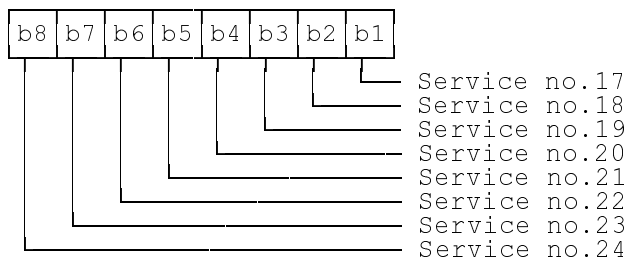 b8 b7 b6 b5 b4 b3 b2 b1
Service no.17
Service no.18
Service no.19
Service no.20
Service no.21
Service no.22
Service no.23
Service no.24